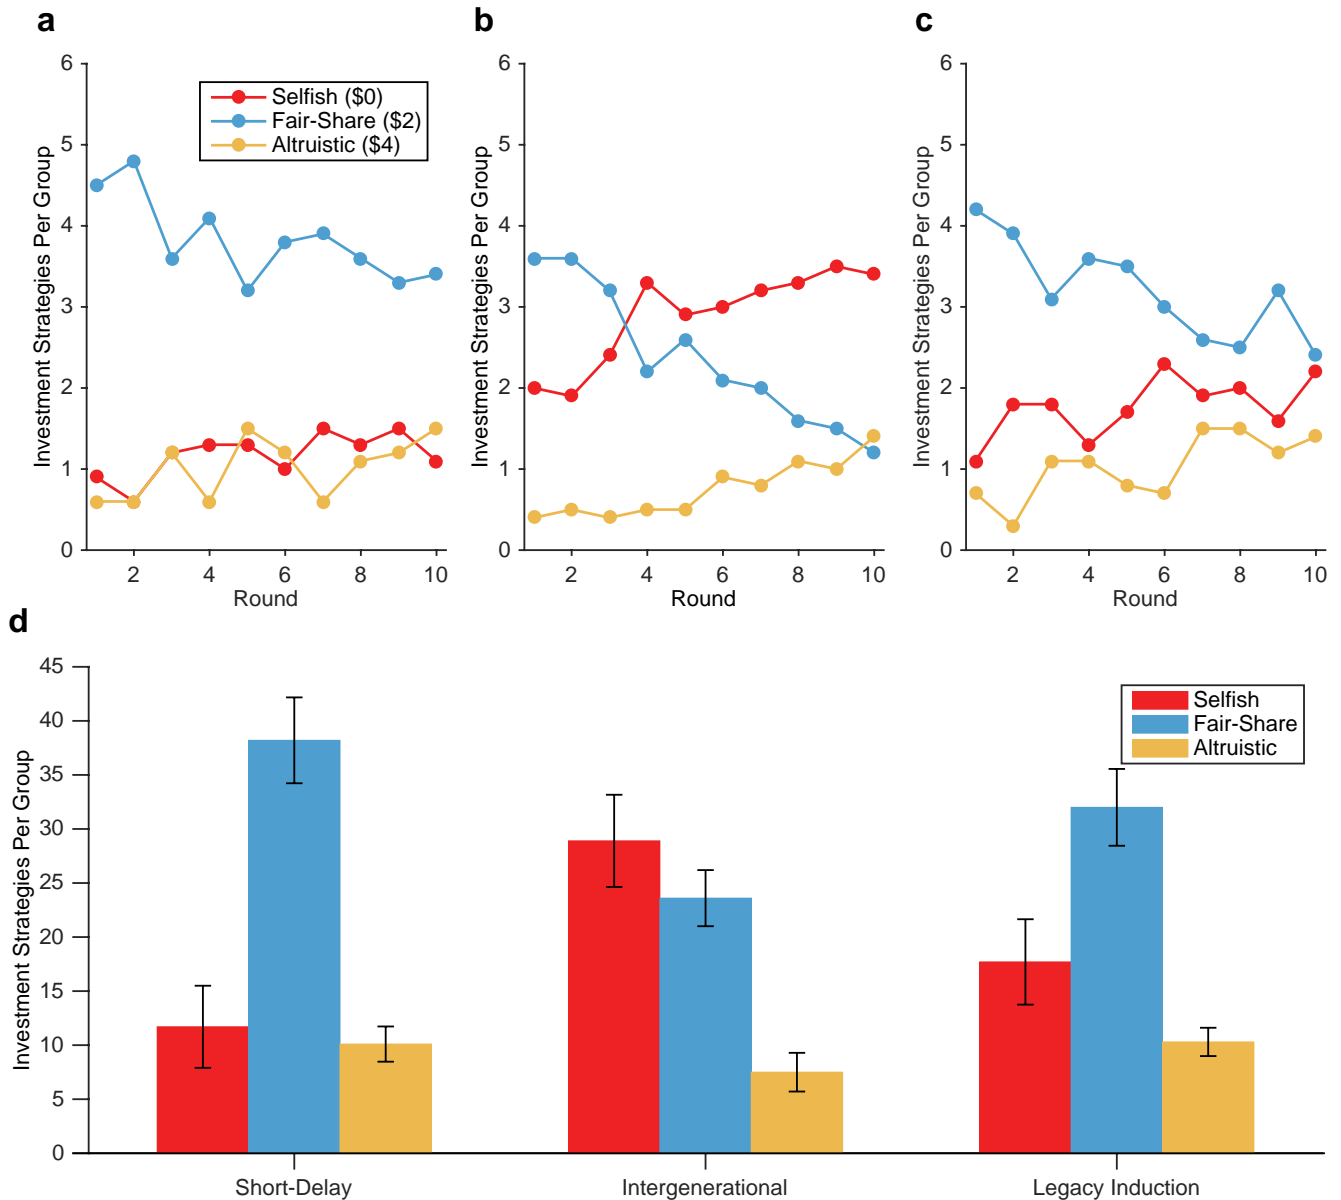 a
b
c
Investment Strategies Per Group
6
5
4
3
2
1
0
Selfish ($0)
Fair-Share ($2)
Altruistic ($4)
2
4
6
8
10
Round
Investment Strategies Per Group
6
5
4
3
2
1
0
2
4
6
8
10
Round
Investment Strategies Per Group
6
5
4
3
2
1
0
2
4
6
8
10
Round
d
Investment Strategies Per Group
45
40
35
30
25
20
15
10
5
0
Selfish
Fair-Share
Altruistic
Short-Delay
Intergenerational
Legacy Induction